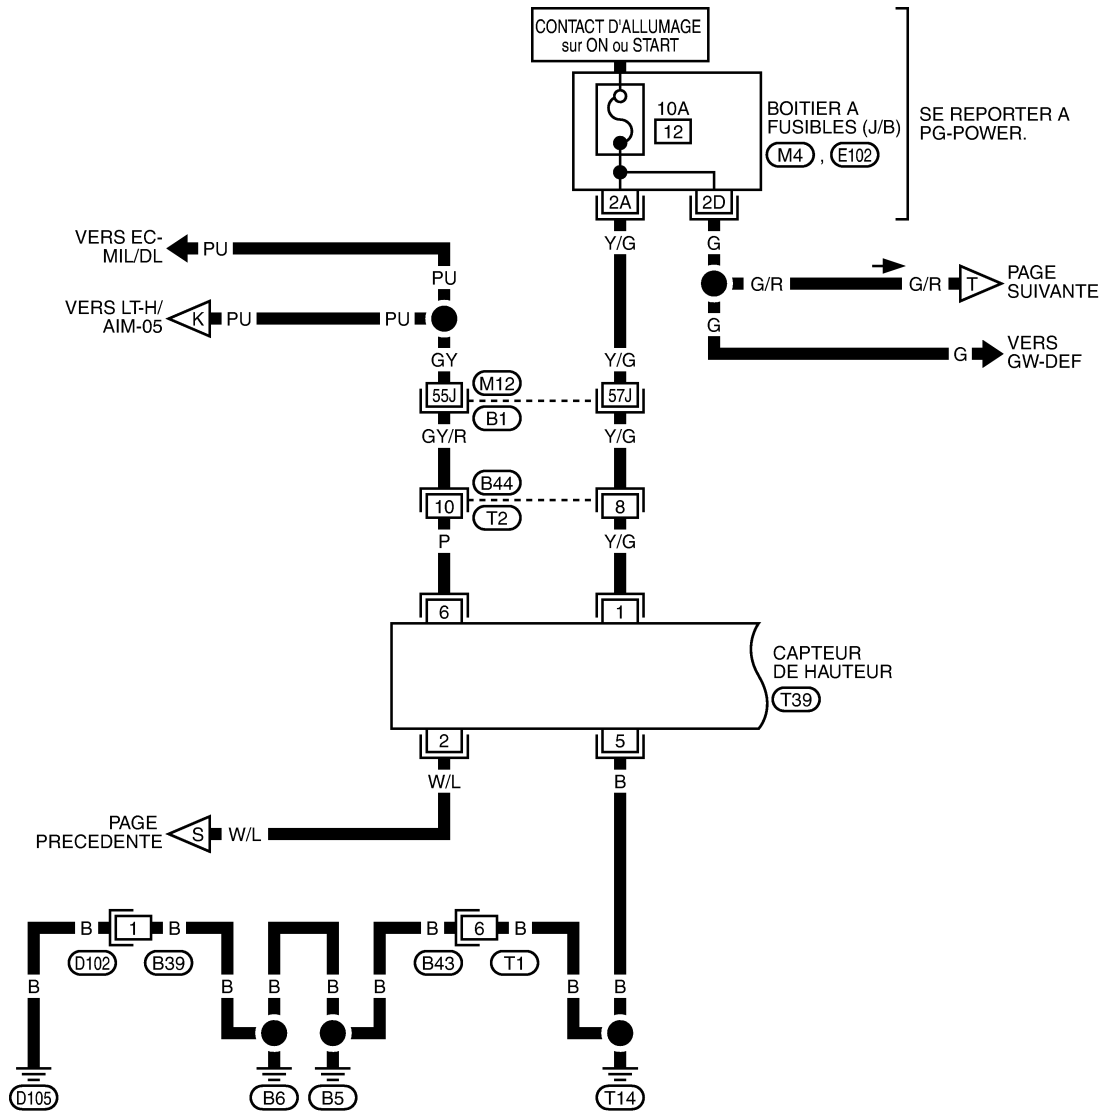 CONTACT D'ALLUMAGE
sur ON ou START
10A
12
BOITIER A
FUSIBLES (J/B)
M4 , E102
SE REPORTER A
PG-POWER.
2A
2D
VERS EC-
MIL/DL
PU
Y/G
G
PU
G/R
G/R
T
PAGE
SUIVANTE
VERS LT-H/
AIM-05
K
PU
PU
G
GY
Y/G
G
VERS
GW-DEF
55J
M12
B1
57J
GY/R
Y/G
10
B44
T2
8
P
Y/G
6
1
CAPTEUR
DE HAUTEUR
T39
2
5
W/L
B
PAGE
PRECEDENTE
S
W/L
B
1
B
B
6
B
D102
B39
B43
T1
B
B
B
B
B
B
B
D105
B6
B5
T14